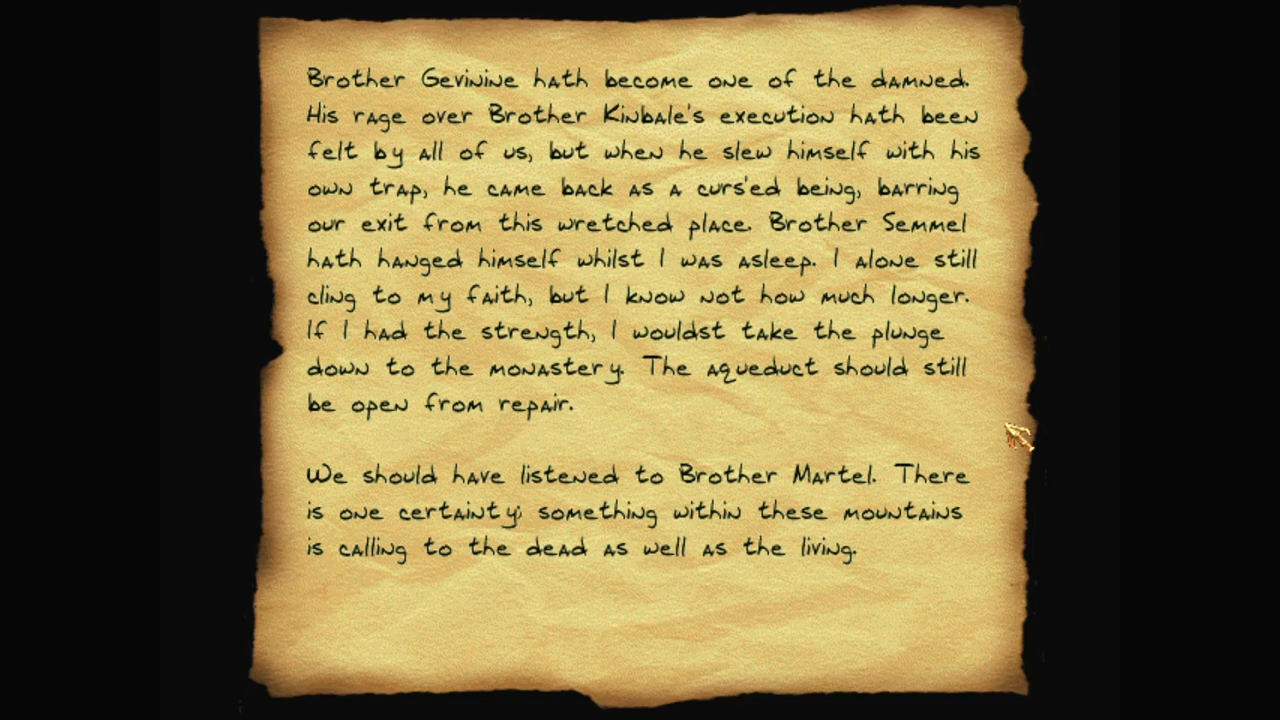 Brother Gevinine hath become one of the damned.
His rage over Brother Kinbale's execution hath been
felt by all of us, but when he slew himself with his
own trap, he came back as a curs'ed being, barring
our exit from this wretched place. Brother Semmel
hath hanged himself whilst I was asleep. I alone still
cling to my faith, but I know not how much longer.
If I had the strength, I wouldst take the plunge
down to the monastery. The aqueduct should still
be open from repair.

We should have listened to Brother Martel. There
is one certainty; something within these mountains
is calling to the dead as well as the living.